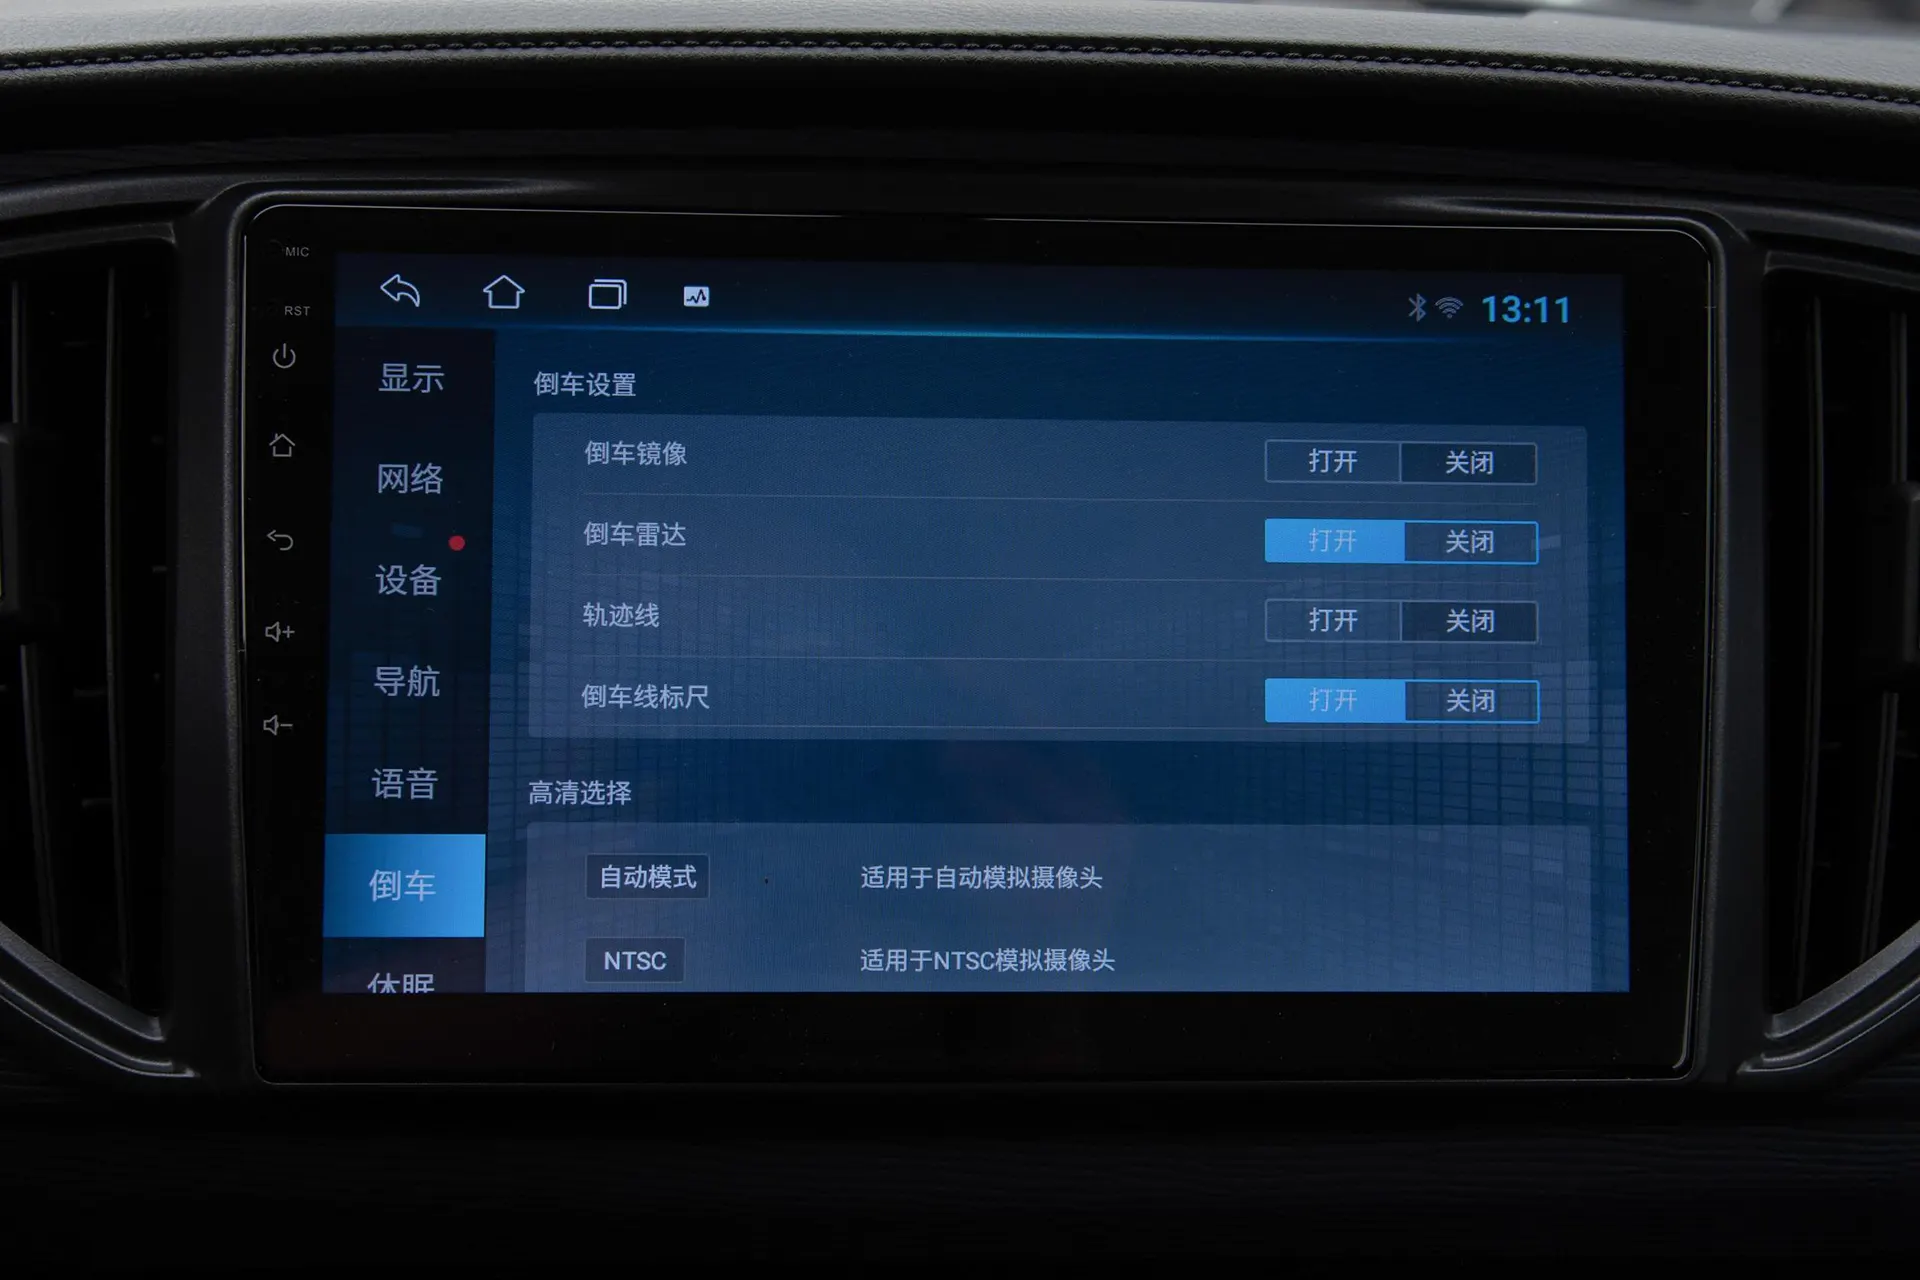 MIC
RST
13:11
显示
网络
设备
导航
语音
倒车
休眠
倒车设置
倒车镜像 打开 关闭
倒车雷达 打开 关闭
轨迹线 打开 关闭
倒车线标尺 打开 关闭
高清选择
自动模式 适用于自动模拟摄像头
NTSC 适用于NTSC模拟摄像头